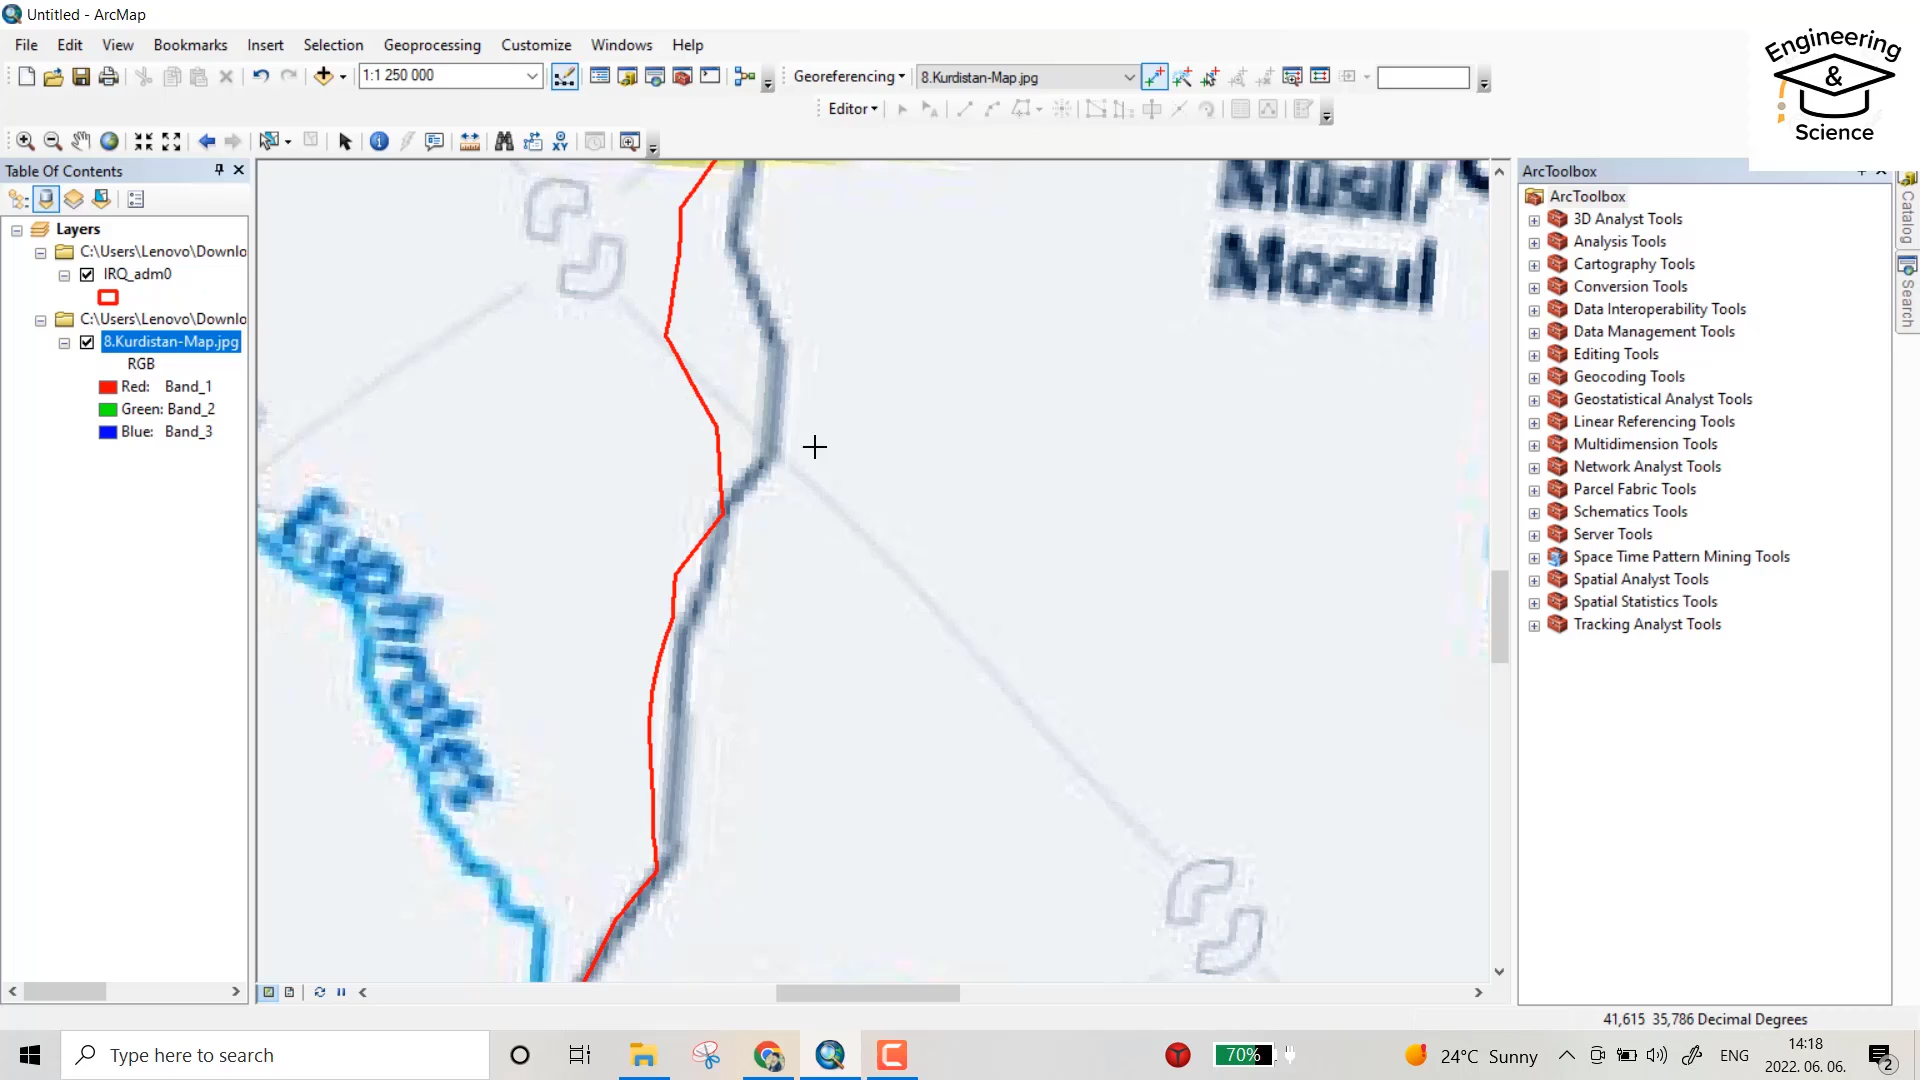 Untitled - ArcMap
File Edit View Bookmarks Insert Selection Geoprocessing Customize Windows Help
1:1 250 000
Georeferencing
8.Kurdistan-Map.jpg
Editor
Engineering
&
Science
Table Of Contents
Layers
C:\Users\Lenovo\Downlo
IRQ_adm0
C:\Users\Lenovo\Downlo
8.Kurdistan-Map.jpg
RGB
Red: Band_1
Green: Band_2
Blue: Band_3
Mosul
ArcToolbox
ArcToolbox
3D Analyst Tools
Analysis Tools
Cartography Tools
Conversion Tools
Data Interoperability Tools
Data Management Tools
Editing Tools
Geocoding Tools
Geostatistical Analyst Tools
Linear Referencing Tools
Multidimension Tools
Network Analyst Tools
Parcel Fabric Tools
Schematics Tools
Server Tools
Space Time Pattern Mining Tools
Spatial Analyst Tools
Spatial Statistics Tools
Tracking Analyst Tools
Catalog
Search
41,615 35,786 Decimal Degrees
Type here to search
70%
24°C Sunny
ENG
14:18
2022. 06. 06.
2